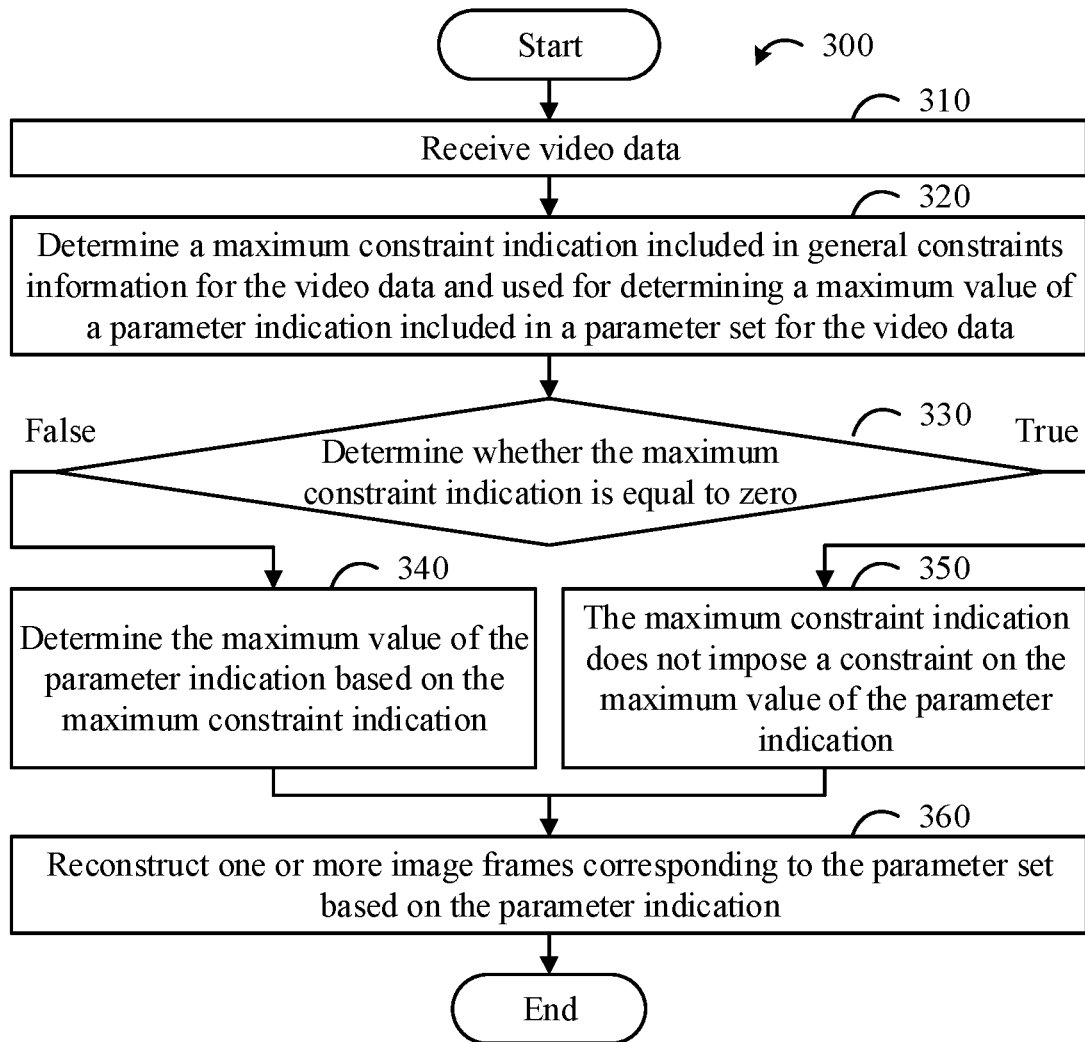 Start
300
310
Receive video data
320
Determine a maximum constraint indication included in general constraints
information for the video data and used for determining a maximum value of
a parameter indication included in a parameter set for the video data
330
False
True
Determine whether the maximum
constraint indication is equal to zero
340
350
Determine the maximum value of the
parameter indication based on the
maximum constraint indication
The maximum constraint indication
does not impose a constraint on the
maximum value of the parameter
indication
360
Reconstruct one or more image frames corresponding to the parameter set
based on the parameter indication
End